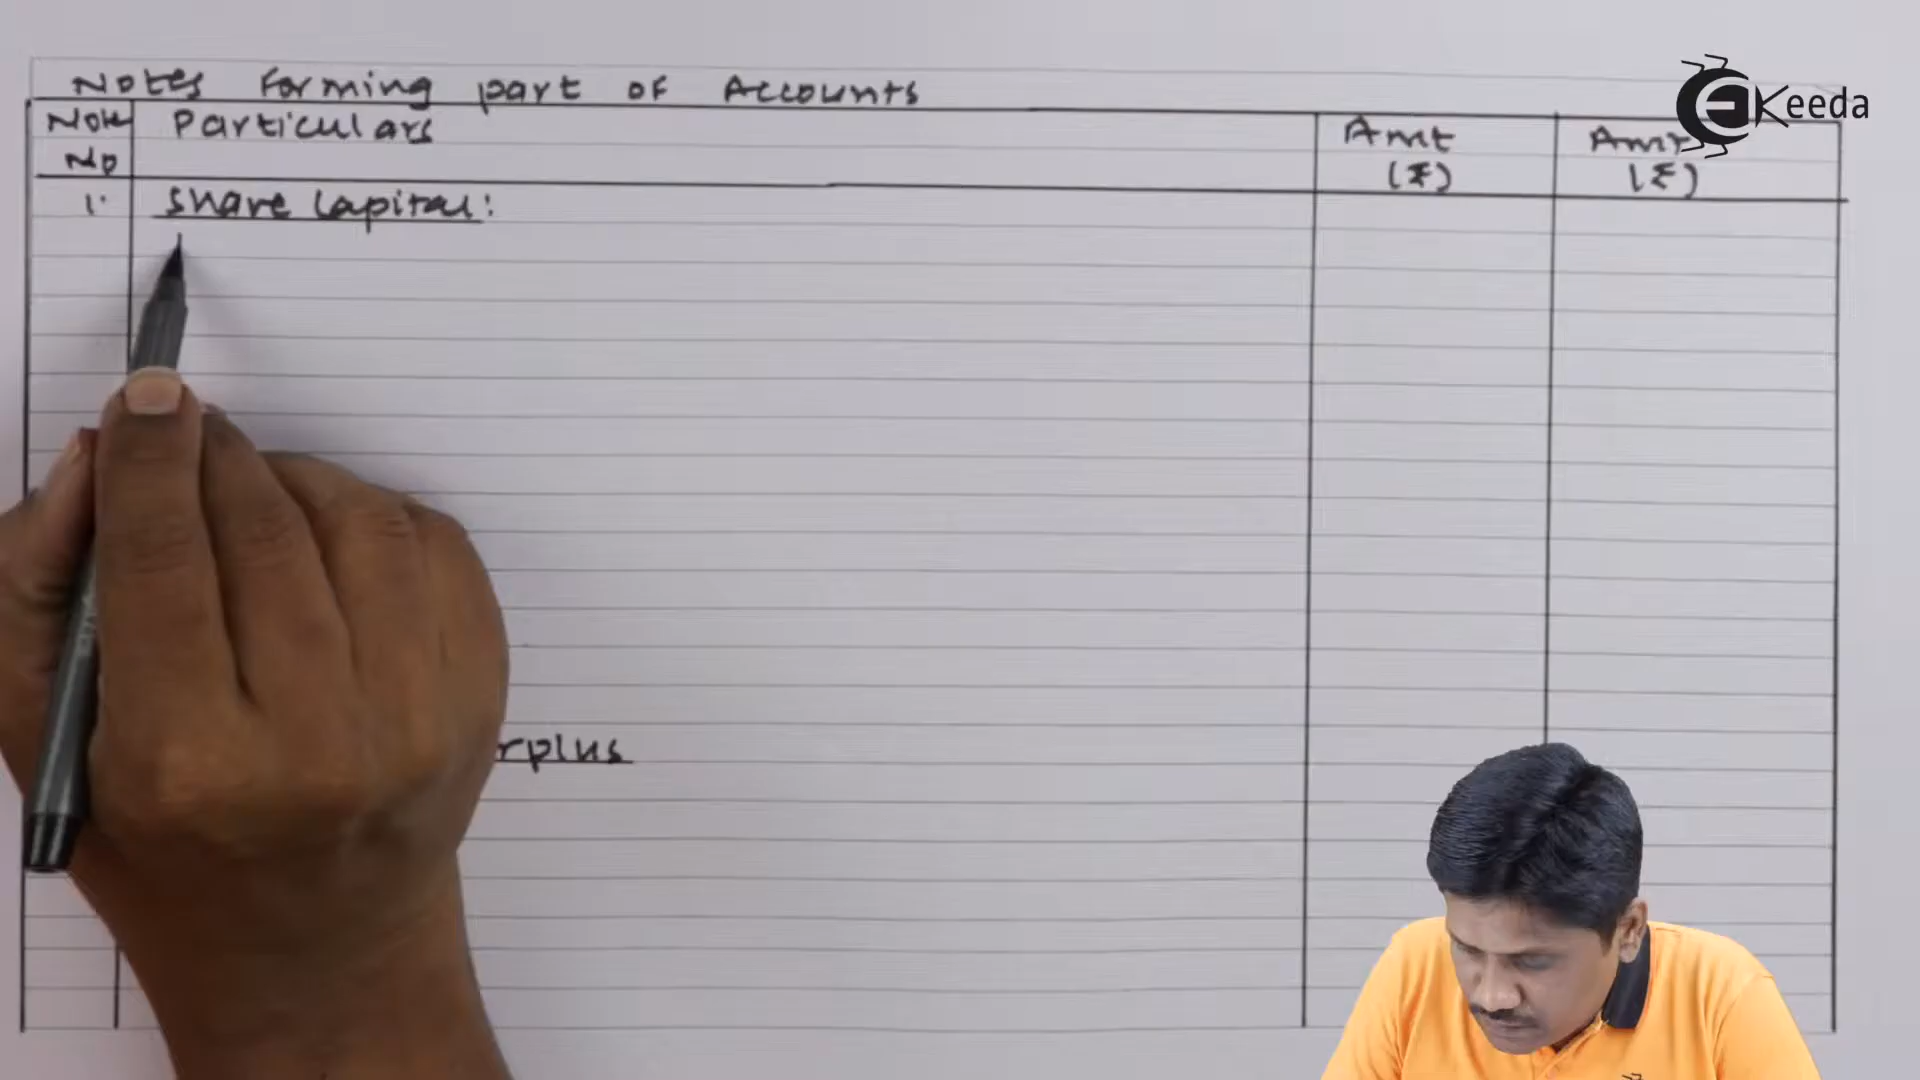 Notes Forming part of Accounts
Note No
Particulars
Amt (₹)
Amt (₹)
1. Share Capital:
rplus
Keeda